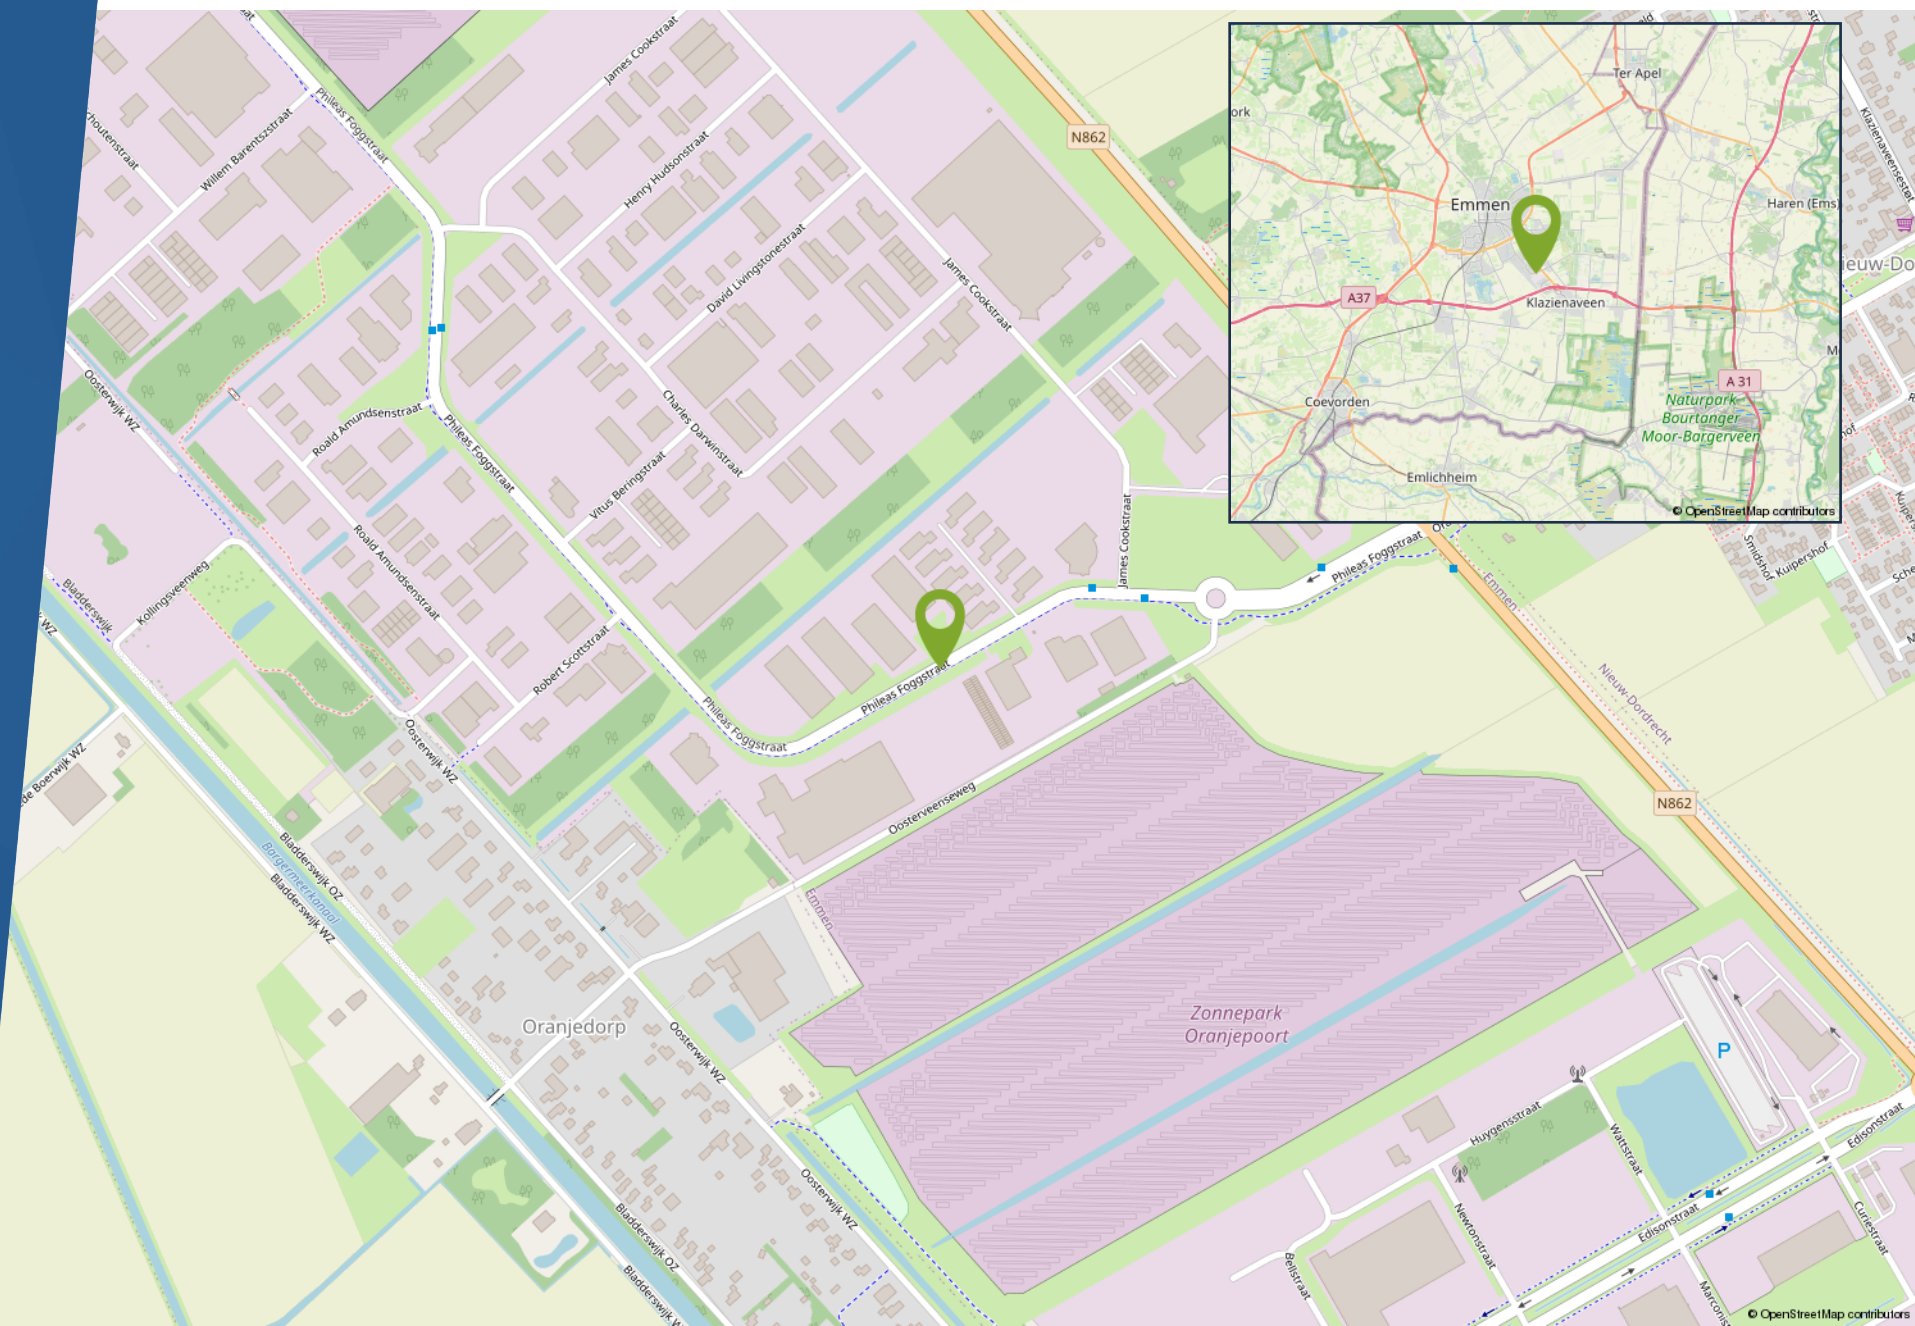 James Cookstraat
Phileas Foggstraat
Willem Barentszstraat
Henry Hudsonstraat
David Livingstonestraat
James Cookstraat
N862
Oosterwijk WZ
Roald Amundsenstraat
Phileas Foggstraat
Charles Darwinstraat
Vitus Beringstraat
Roald Amundsenstraat
James Cookstraat
Phileas Foggstraat
Kollingsveenweg
Bladderswijk
Robert Scottstraat
Phileas Foggstraat
Phileas Foggstraat
Oosterwijk WZ
Oosterveenseweg
Bladderswijk OZ
Bargermeerkanaal
Bladderswijk WZ
Emmen
Oranjedorp
Oosterwijk WZ
Zonnepark
Oranjepoort
Oosterwijk WZ
Bladderswijk OZ
Emmen
Nieuw-Dordrecht
N862
P
Huygensstraat
Wattstraat
Newtonstraat
Edisonstraat
Edisonstraat
Curiestraat
Bellstraat
Klazienaveensestraat
Smidshof
Kuipershof
Ter Apel
Emmen
Haren (Ems)
A37
Klazienaveen
Coevorden
A 31
Naturpark
Bourtanger
Moor-Bargerveen
Emlichheim
© OpenStreetMap contributors
© OpenStreetMap contributors